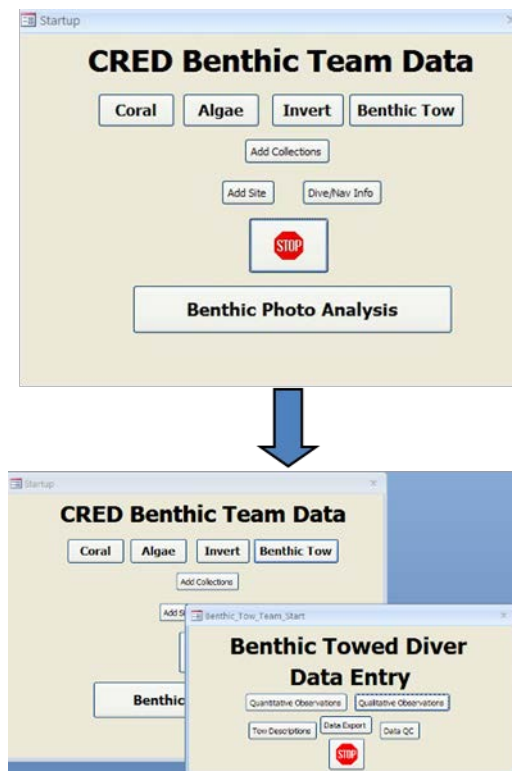 Startup
CRED Benthic Team Data
Coral Algae Invert Benthic Tow
Add Collections
Add Site Dive/Nav Info
STOP
Benthic Photo Analysis
Startup
CRED Benthic Team Data
Coral Algae Invert Benthic Tow
Add Collections
Add S
Benthic
Benthic_Tow_Team_Start
Benthic Towed Diver
Data Entry
Quantitative Observations Qualitative Observations
Tow Descriptions Data Export Data QC
STOP